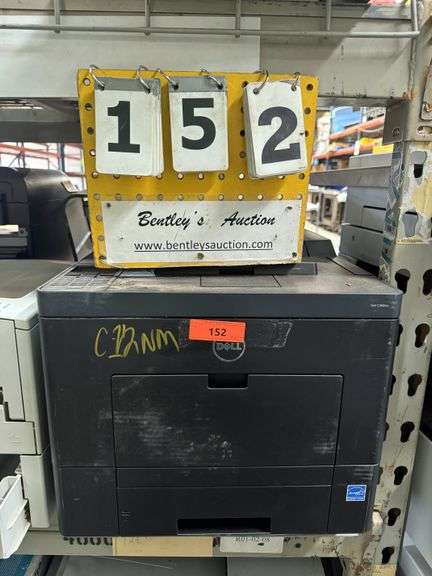 1 5 2
Bentley's Auction
www.bentleysauction.com
152
DELL
C12NM